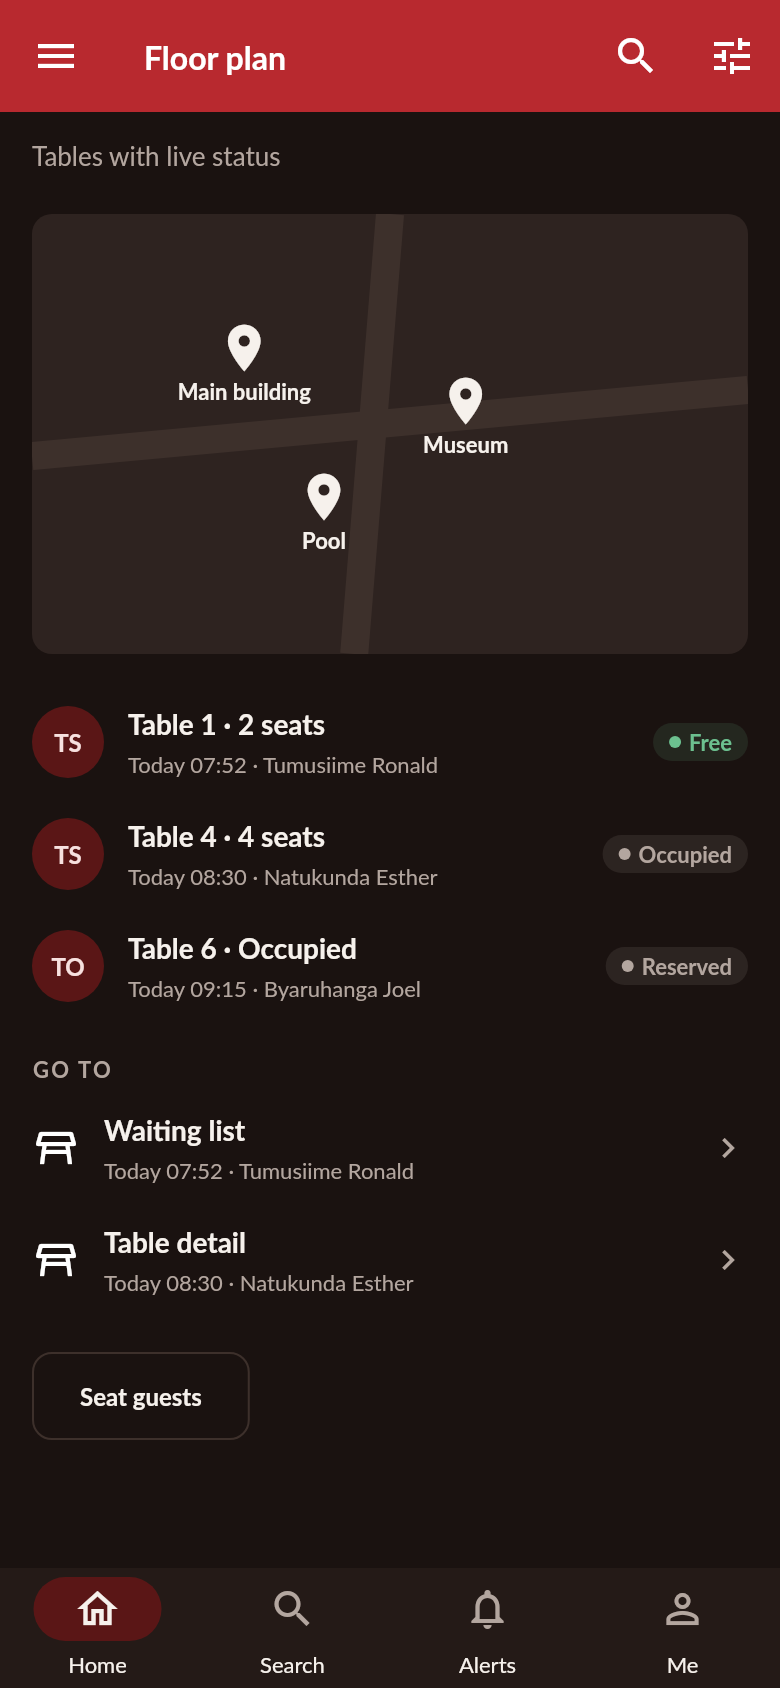 Floor plan
Tables with live status
Main building
Museum
Pool
TS
Table 1 · 2 seats
Today 07:52 · Tumusiime Ronald
Free
TS
Table 4 · 4 seats
Today 08:30 · Natukunda Esther
Occupied
TO
Table 6 · Occupied
Today 09:15 · Byaruhanga Joel
Reserved
GO TO
Waiting list
Today 07:52 · Tumusiime Ronald
Table detail
Today 08:30 · Natukunda Esther
Seat guests
Home
Search
Alerts
Me